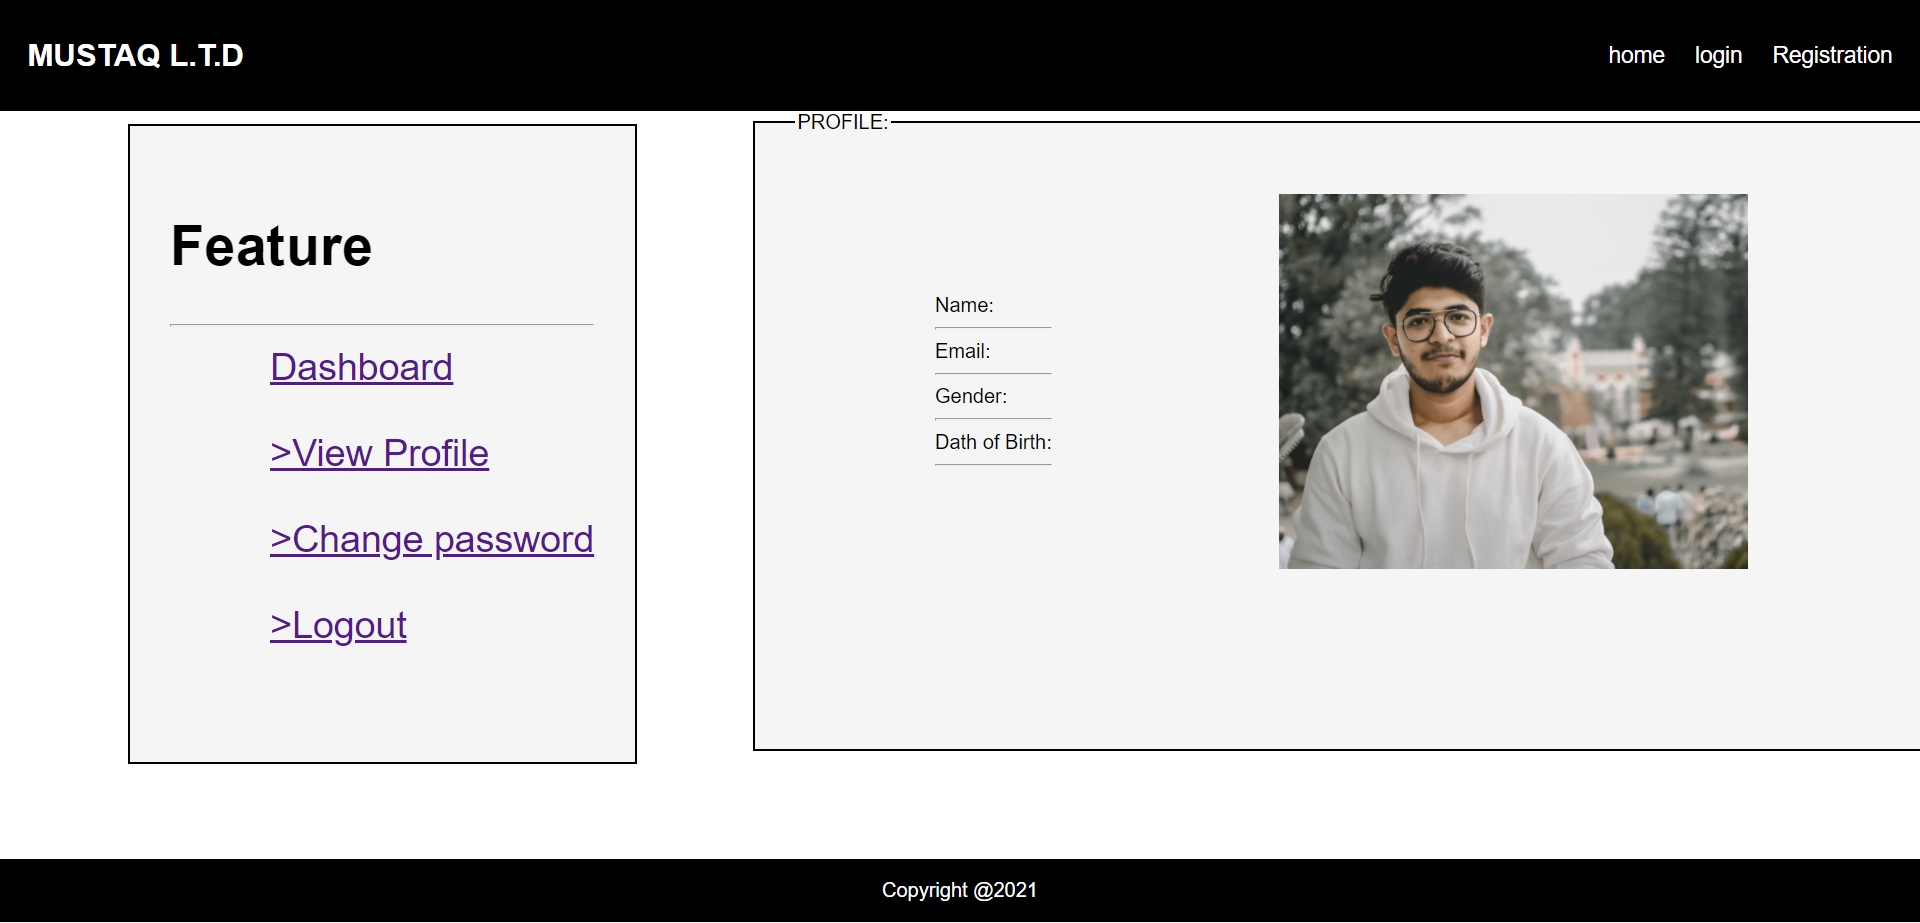 MUSTAQ L.T.D
home login Registration
Feature
Dashboard
>View Profile
>Change password
>Logout
PROFILE:
Name:
Email:
Gender:
Dath of Birth:
Copyright @2021